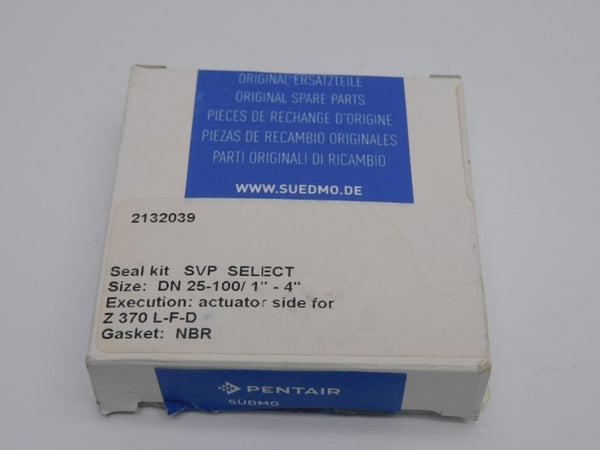 ORIGINAL-ERSATZTEILE
ORIGINAL SPARE PARTS
PIECES DE RECHANGE D'ORIGINE
PIEZAS DE RECAMBIO ORIGINALES
PARTI ORIGINALI DI RICAMBIO
WWW.SUEDMO.DE
2132039
Seal kit SVP SELECT
Size: DN 25-100/ 1" - 4"
Execution: actuator side for
Z 370 L-F-D
Gasket: NBR
PENTAIR
SÜDMO